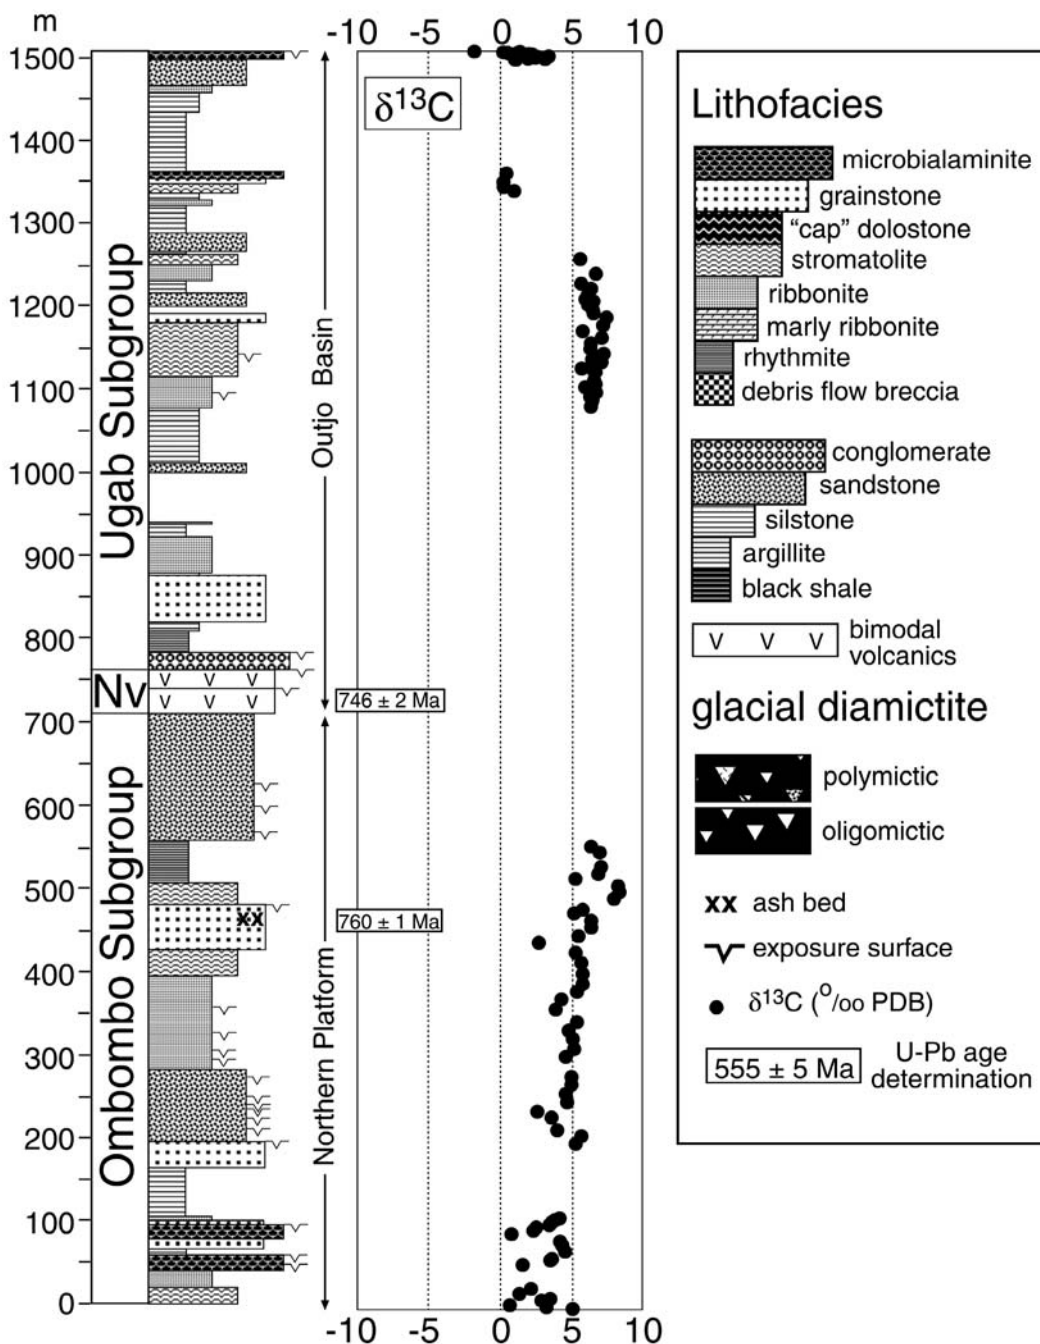 m
-10 -5 0 5 10
1500
1400
1300
1200
1100
1000
900
800
700
600
500
400
300
200
100
0
Ugab Subgroup
Nv
Ombombo Subgroup
v v v
v v v
xx
Outjo Basin
Northern Platform
δ13C
746 ± 2 Ma
760 ± 1 Ma
-10 -5 0 5 10
Lithofacies
microbialaminite
grainstone
“cap” dolostone
stromatolite
ribbonite
marly ribbonite
rhythmite
debris flow breccia
conglomerate
sandstone
silstone
argillite
black shale
v v v bimodal
volcanics
glacial diamictite
polymictic
oligomictic
xx ash bed
exposure surface
δ13C (o/oo PDB)
555 ± 5 Ma U-Pb age
determination